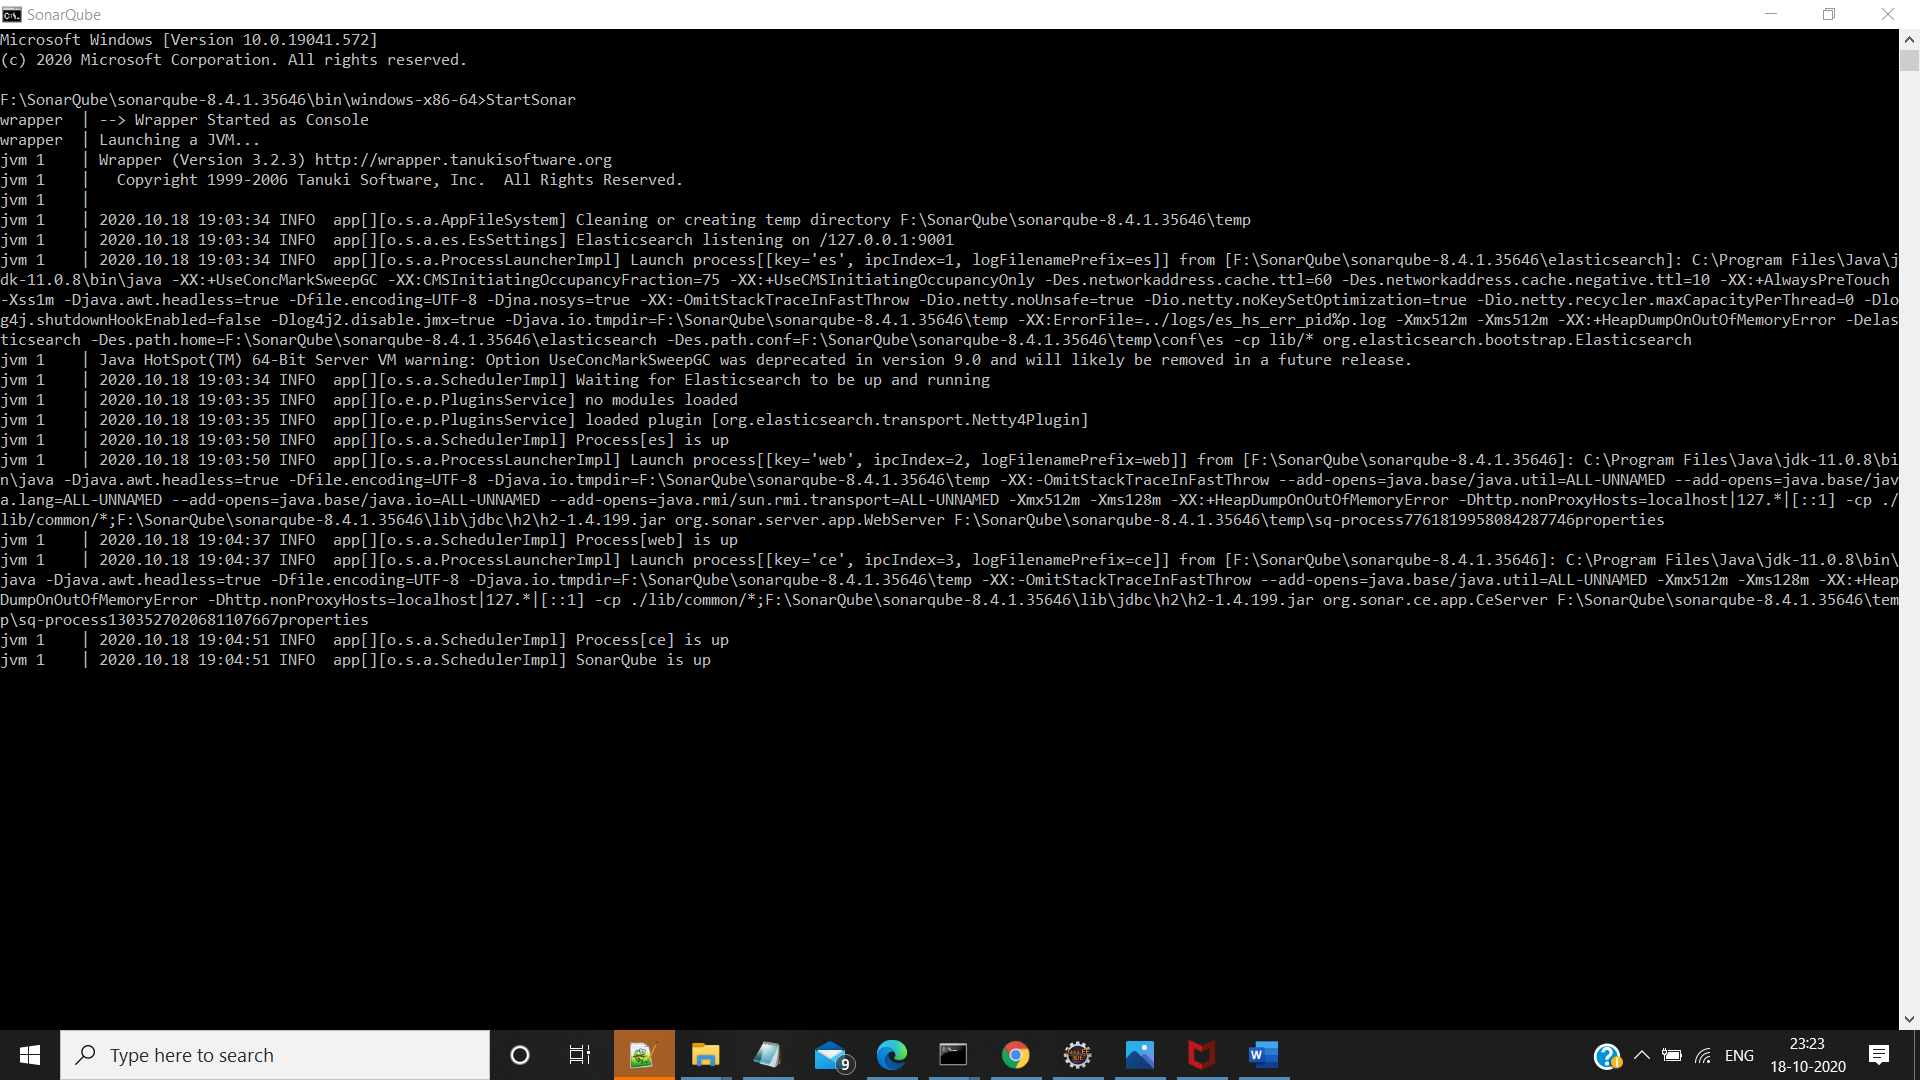 SonarQube
Microsoft Windows [Version 10.0.19041.572]
(c) 2020 Microsoft Corporation. All rights reserved.
F:\SonarQube\sonarqube-8.4.1.35646\bin\windows-x86-64>StartSonar
wrapper  | --> Wrapper Started as Console
wrapper  | Launching a JVM...
jvm 1    | Wrapper (Version 3.2.3) http://wrapper.tanukisoftware.org
jvm 1    |   Copyright 1999-2006 Tanuki Software, Inc.  All Rights Reserved.
jvm 1    |
jvm 1    | 2020.10.18 19:03:34 INFO  app[][o.s.a.AppFileSystem] Cleaning or creating temp directory F:\SonarQube\sonarqube-8.4.1.35646\temp
jvm 1    | 2020.10.18 19:03:34 INFO  app[][o.s.a.es.EsSettings] Elasticsearch listening on /127.0.0.1:9001
jvm 1    | 2020.10.18 19:03:34 INFO  app[][o.s.a.ProcessLauncherImpl] Launch process[[key='es', ipcIndex=1, logFilenamePrefix=es]] from [F:\SonarQube\sonarqube-8.4.1.35646\elasticsearch]: C:\Program Files\Java\j
dk-11.0.8\bin\java -XX:+UseConcMarkSweepGC -XX:CMSInitiatingOccupancyFraction=75 -XX:+UseCMSInitiatingOccupancyOnly -Des.networkaddress.cache.ttl=60 -Des.networkaddress.cache.negative.ttl=10 -XX:+AlwaysPreTouch
-Xss1m -Djava.awt.headless=true -Dfile.encoding=UTF-8 -Djna.nosys=true -XX:-OmitStackTraceInFastThrow -Dio.netty.noUnsafe=true -Dio.netty.noKeySetOptimization=true -Dio.netty.recycler.maxCapacityPerThread=0 -Dlo
g4j.shutdownHookEnabled=false -Dlog4j2.disable.jmx=true -Djava.io.tmpdir=F:\SonarQube\sonarqube-8.4.1.35646\temp -XX:ErrorFile=../logs/es_hs_err_pid%p.log -Xmx512m -Xms512m -XX:+HeapDumpOnOutOfMemoryError -Delas
ticsearch -Des.path.home=F:\SonarQube\sonarqube-8.4.1.35646\elasticsearch -Des.path.conf=F:\SonarQube\sonarqube-8.4.1.35646\temp\conf\es -cp lib/* org.elasticsearch.bootstrap.Elasticsearch
jvm 1    | Java HotSpot(TM) 64-Bit Server VM warning: Option UseConcMarkSweepGC was deprecated in version 9.0 and will likely be removed in a future release.
jvm 1    | 2020.10.18 19:03:34 INFO  app[][o.s.a.SchedulerImpl] Waiting for Elasticsearch to be up and running
jvm 1    | 2020.10.18 19:03:35 INFO  app[][o.e.p.PluginsService] no modules loaded
jvm 1    | 2020.10.18 19:03:35 INFO  app[][o.e.p.PluginsService] loaded plugin [org.elasticsearch.transport.Netty4Plugin]
jvm 1    | 2020.10.18 19:03:50 INFO  app[][o.s.a.SchedulerImpl] Process[es] is up
jvm 1    | 2020.10.18 19:03:50 INFO  app[][o.s.a.ProcessLauncherImpl] Launch process[[key='web', ipcIndex=2, logFilenamePrefix=web]] from [F:\SonarQube\sonarqube-8.4.1.35646]: C:\Program Files\Java\jdk-11.0.8\bi
n\java -Djava.awt.headless=true -Dfile.encoding=UTF-8 -Djava.io.tmpdir=F:\SonarQube\sonarqube-8.4.1.35646\temp -XX:-OmitStackTraceInFastThrow --add-opens=java.base/java.util=ALL-UNNAMED --add-opens=java.base/jav
a.lang=ALL-UNNAMED --add-opens=java.base/java.io=ALL-UNNAMED --add-opens=java.rmi/sun.rmi.transport=ALL-UNNAMED -Xmx512m -Xms128m -XX:+HeapDumpOnOutOfMemoryError -Dhttp.nonProxyHosts=localhost|127.*|[::1] -cp ./
lib/common/*;F:\SonarQube\sonarqube-8.4.1.35646\lib\jdbc\h2\h2-1.4.199.jar org.sonar.server.app.WebServer F:\SonarQube\sonarqube-8.4.1.35646\temp\sq-process7761819958084287746properties
jvm 1    | 2020.10.18 19:04:37 INFO  app[][o.s.a.SchedulerImpl] Process[web] is up
jvm 1    | 2020.10.18 19:04:37 INFO  app[][o.s.a.ProcessLauncherImpl] Launch process[[key='ce', ipcIndex=3, logFilenamePrefix=ce]] from [F:\SonarQube\sonarqube-8.4.1.35646]: C:\Program Files\Java\jdk-11.0.8\bin\
java -Djava.awt.headless=true -Dfile.encoding=UTF-8 -Djava.io.tmpdir=F:\SonarQube\sonarqube-8.4.1.35646\temp -XX:-OmitStackTraceInFastThrow --add-opens=java.base/java.util=ALL-UNNAMED -Xmx512m -Xms128m -XX:+Heap
DumpOnOutOfMemoryError -Dhttp.nonProxyHosts=localhost|127.*|[::1] -cp ./lib/common/*;F:\SonarQube\sonarqube-8.4.1.35646\lib\jdbc\h2\h2-1.4.199.jar org.sonar.ce.app.CeServer F:\SonarQube\sonarqube-8.4.1.35646\tem
p\sq-process1303527020681107667properties
jvm 1    | 2020.10.18 19:04:51 INFO  app[][o.s.a.SchedulerImpl] Process[ce] is up
jvm 1    | 2020.10.18 19:04:51 INFO  app[][o.s.a.SchedulerImpl] SonarQube is up
Type here to search
9
ENG
23:23
18-10-2020